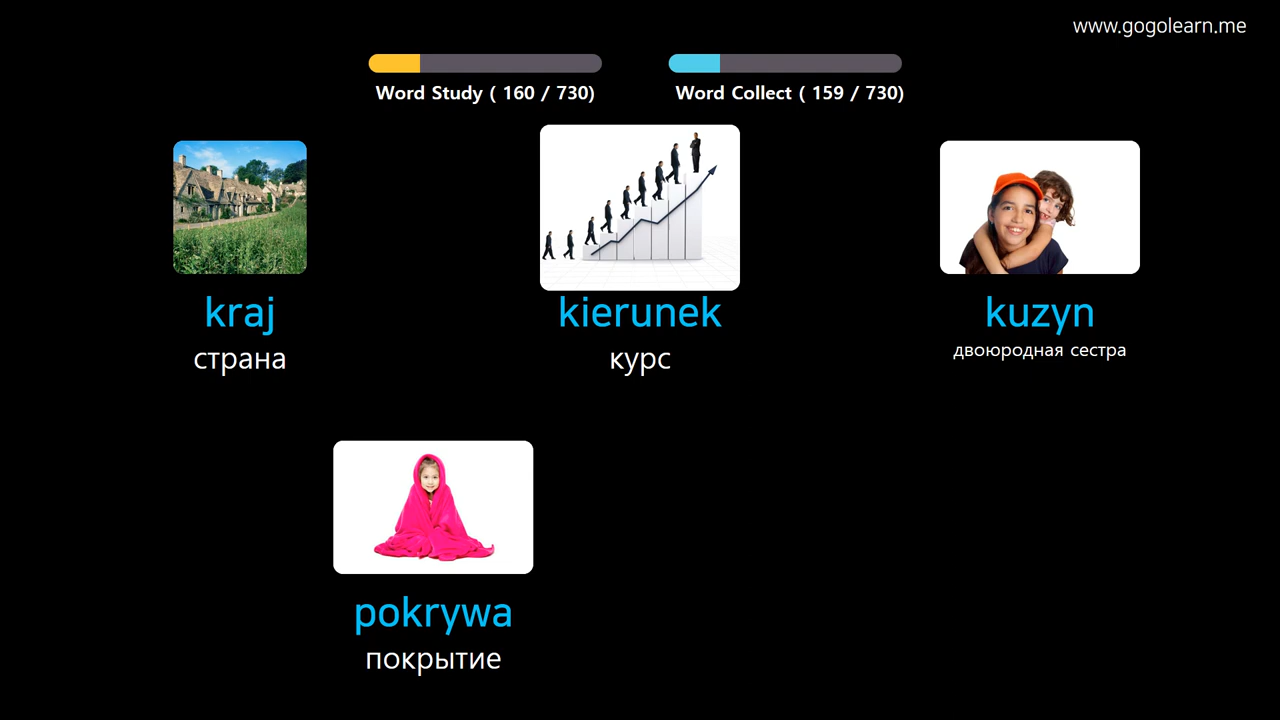 www.gogolearn.me
Word Study ( 160 / 730)
Word Collect ( 159 / 730)
kraj
страна
kierunek
курс
kuzyn
двоюродная сестра
pokrywa
покрытие